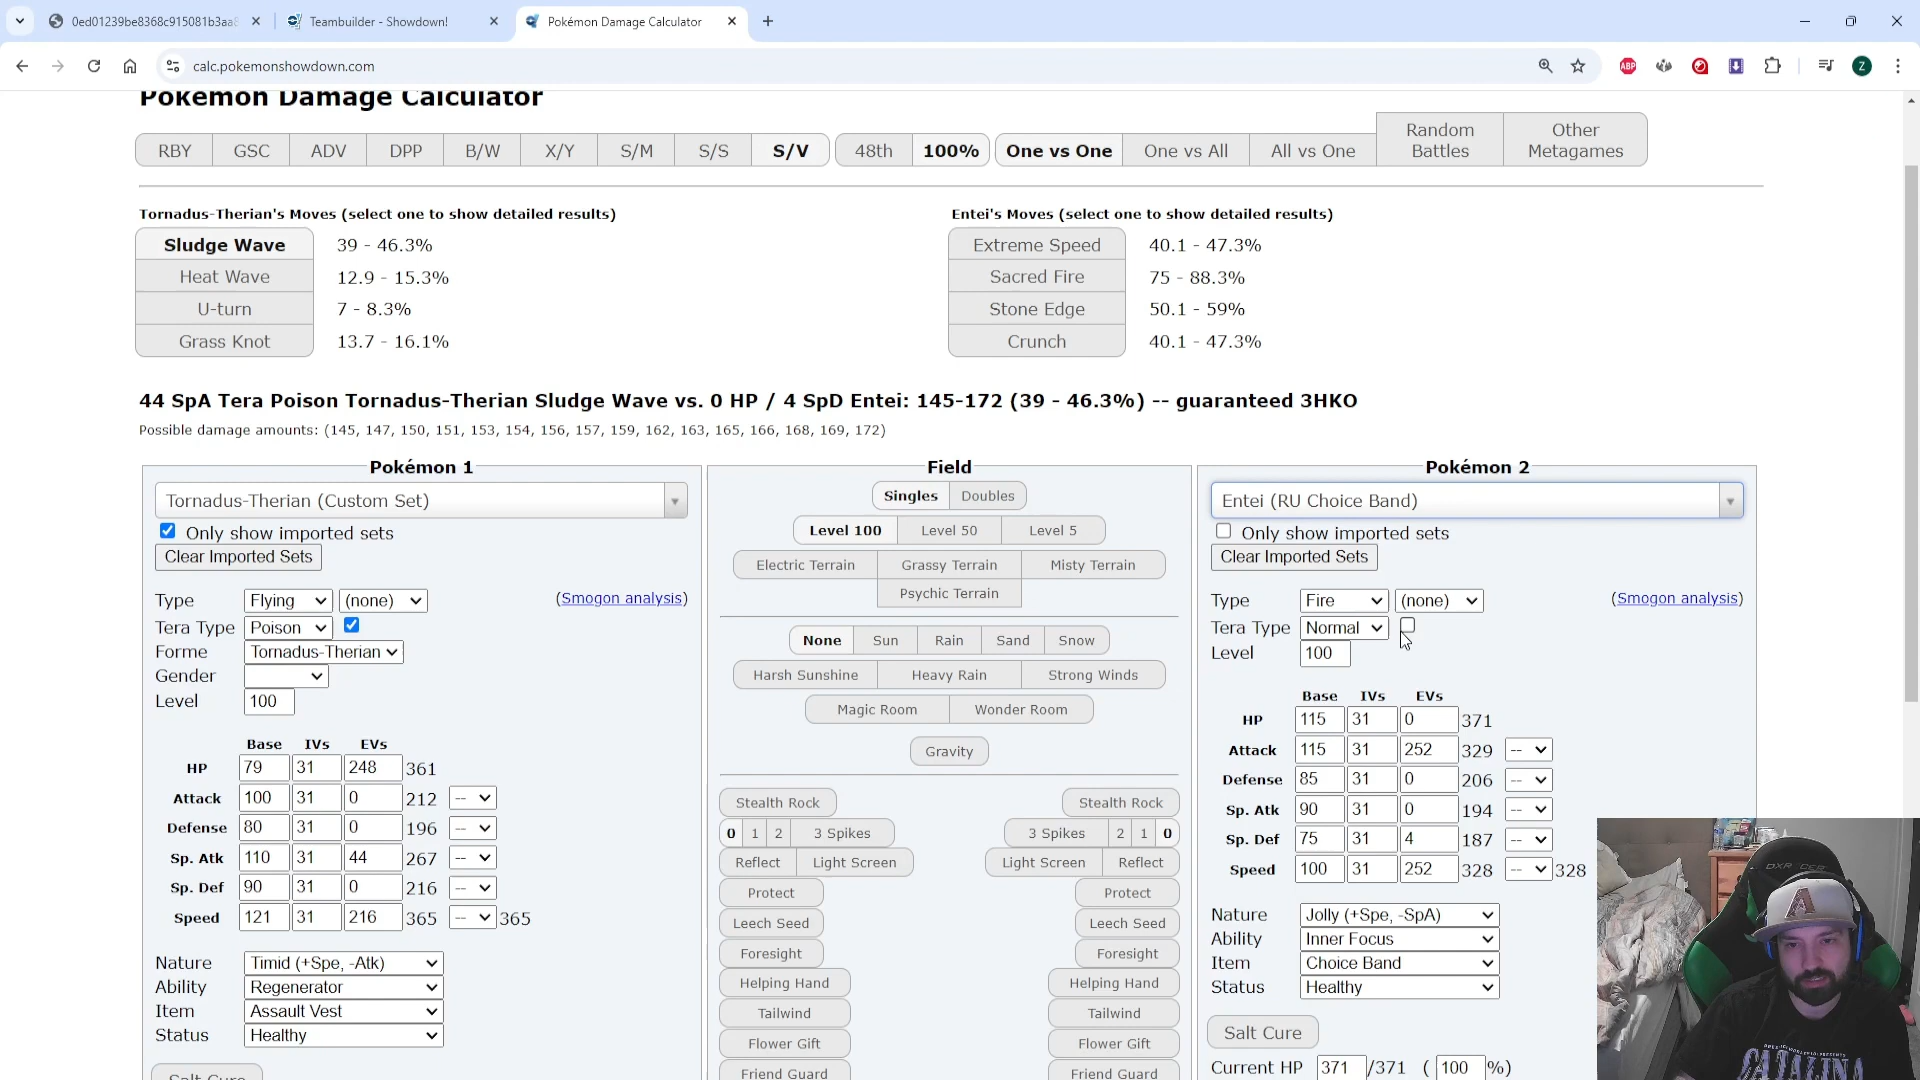 0ed01239be8368c915081b3aa8
Teambuilder - Showdown!
Pokémon Damage Calculator
calc.pokemonshowdown.com
ABP
Z
Pokémon Damage Calculator
RBY GSC ADV DPP B/W X/Y S/M S/S S/V 48th 100% One vs One One vs All All vs One Random Battles Other Metagames
Tornadus-Therian's Moves (select one to show detailed results)
Sludge Wave 39 - 46.3%
Heat Wave 12.9 - 15.3%
U-turn 7 - 8.3%
Grass Knot 13.7 - 16.1%
Entei's Moves (select one to show detailed results)
Extreme Speed 40.1 - 47.3%
Sacred Fire 75 - 88.3%
Stone Edge 50.1 - 59%
Crunch 40.1 - 47.3%
44 SpA Tera Poison Tornadus-Therian Sludge Wave vs. 0 HP / 4 SpD Entei: 145-172 (39 - 46.3%) -- guaranteed 3HKO
Possible damage amounts: (145, 147, 150, 151, 153, 154, 156, 157, 159, 162, 163, 165, 166, 168, 169, 172)
Pokémon 1
Tornadus-Therian (Custom Set)
Only show imported sets
Clear Imported Sets
Type Flying (none) (Smogon analysis)
Tera Type Poison
Forme Tornadus-Therian
Gender
Level 100
Base IVs EVs
HP 79 31 248 361
Attack 100 31 0 212 --
Defense 80 31 0 196 --
Sp. Atk 110 31 44 267 --
Sp. Def 90 31 0 216 --
Speed 121 31 216 365 -- 365
Nature Timid (+Spe, -Atk)
Ability Regenerator
Item Assault Vest
Status Healthy
Salt Cure
Field
Singles Doubles
Level 100 Level 50 Level 5
Electric Terrain Grassy Terrain Misty Terrain
Psychic Terrain
None Sun Rain Sand Snow
Harsh Sunshine Heavy Rain Strong Winds
Magic Room Wonder Room
Gravity
Stealth Rock Stealth Rock
0 1 2 3 Spikes 3 Spikes 2 1 0
Reflect Light Screen Light Screen Reflect
Protect Protect
Leech Seed Leech Seed
Foresight Foresight
Helping Hand Helping Hand
Tailwind Tailwind
Flower Gift Flower Gift
Friend Guard Friend Guard
Pokémon 2
Entei (RU Choice Band)
Only show imported sets
Clear Imported Sets
Type Fire (none) (Smogon analysis)
Tera Type Normal
Level 100
Base IVs EVs
HP 115 31 0 371
Attack 115 31 252 329 --
Defense 85 31 0 206 --
Sp. Atk 90 31 0 194 --
Sp. Def 75 31 4 187 --
Speed 100 31 252 328 -- 328
Nature Jolly (+Spe, -SpA)
Ability Inner Focus
Item Choice Band
Status Healthy
Salt Cure
Current HP 371 /371 ( 100 %)
A
CATALINA